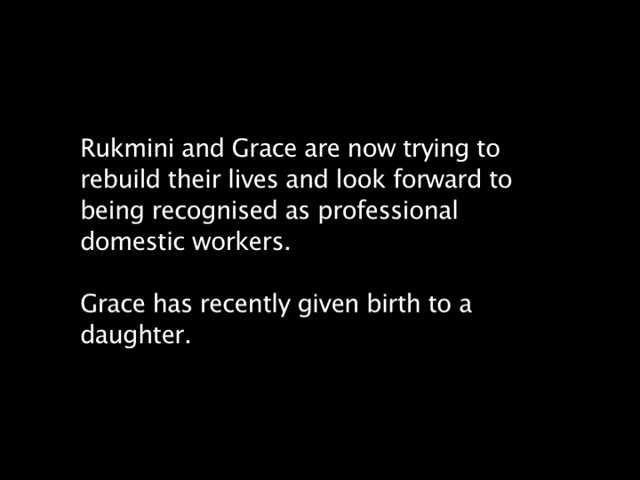 Rukmini and Grace are now trying to
rebuild their lives and look forward to
being recognised as professional
domestic workers.
Grace has recently given birth to a
daughter.